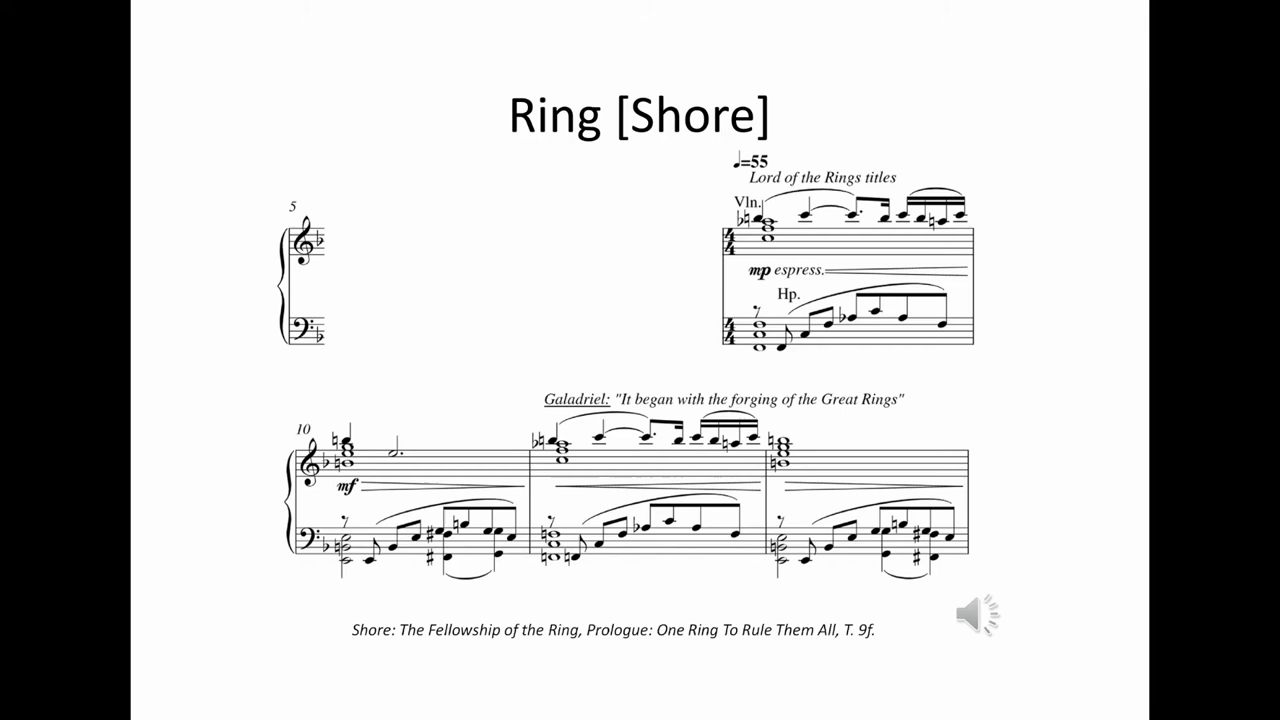 Ring [Shore]
♩=55
Lord of the Rings titles
5
Vln.
mp espress.
Hp.
Galadriel: "It began with the forging of the Great Rings"
10
mf
Shore: The Fellowship of the Ring, Prologue: One Ring To Rule Them All, T. 9f.